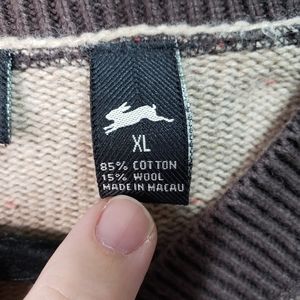 XL
85% COTTON
15% WOOL
MADE IN MACAU